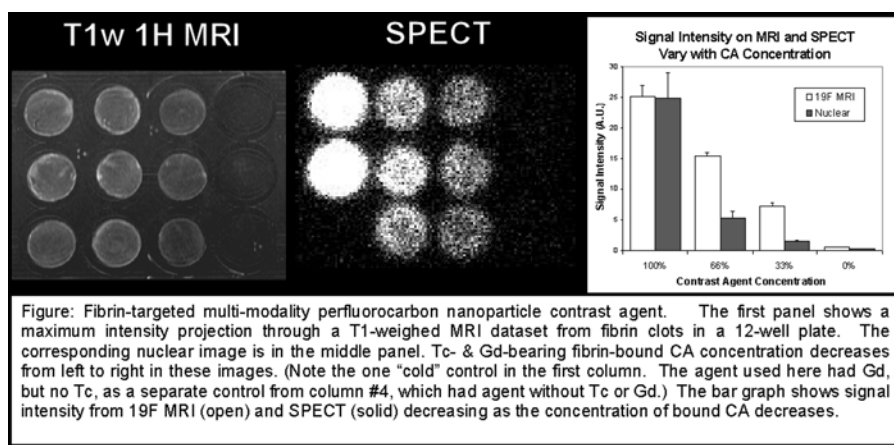 T1w 1H MRI
SPECT
Signal Intensity on MRI and SPECT
Vary with CA Concentration
Signal Intensity (A.U.)
30
25
20
15
10
5
0
19F MRI
Nuclear
100% 66% 33% 0%
Contrast Agent Concentration
Figure: Fibrin-targeted multi-modality perfluorocarbon nanoparticle contrast agent. The first panel shows a
maximum intensity projection through a T1-weighed MRI dataset from fibrin clots in a 12-well plate. The
corresponding nuclear image is in the middle panel. Tc- & Gd-bearing fibrin-bound CA concentration decreases
from left to right in these images. (Note the one "cold" control in the first column. The agent used here had Gd,
but no Tc, as a separate control from column #4, which had agent without Tc or Gd.) The bar graph shows signal
intensity from 19F MRI (open) and SPECT (solid) decreasing as the concentration of bound CA decreases.